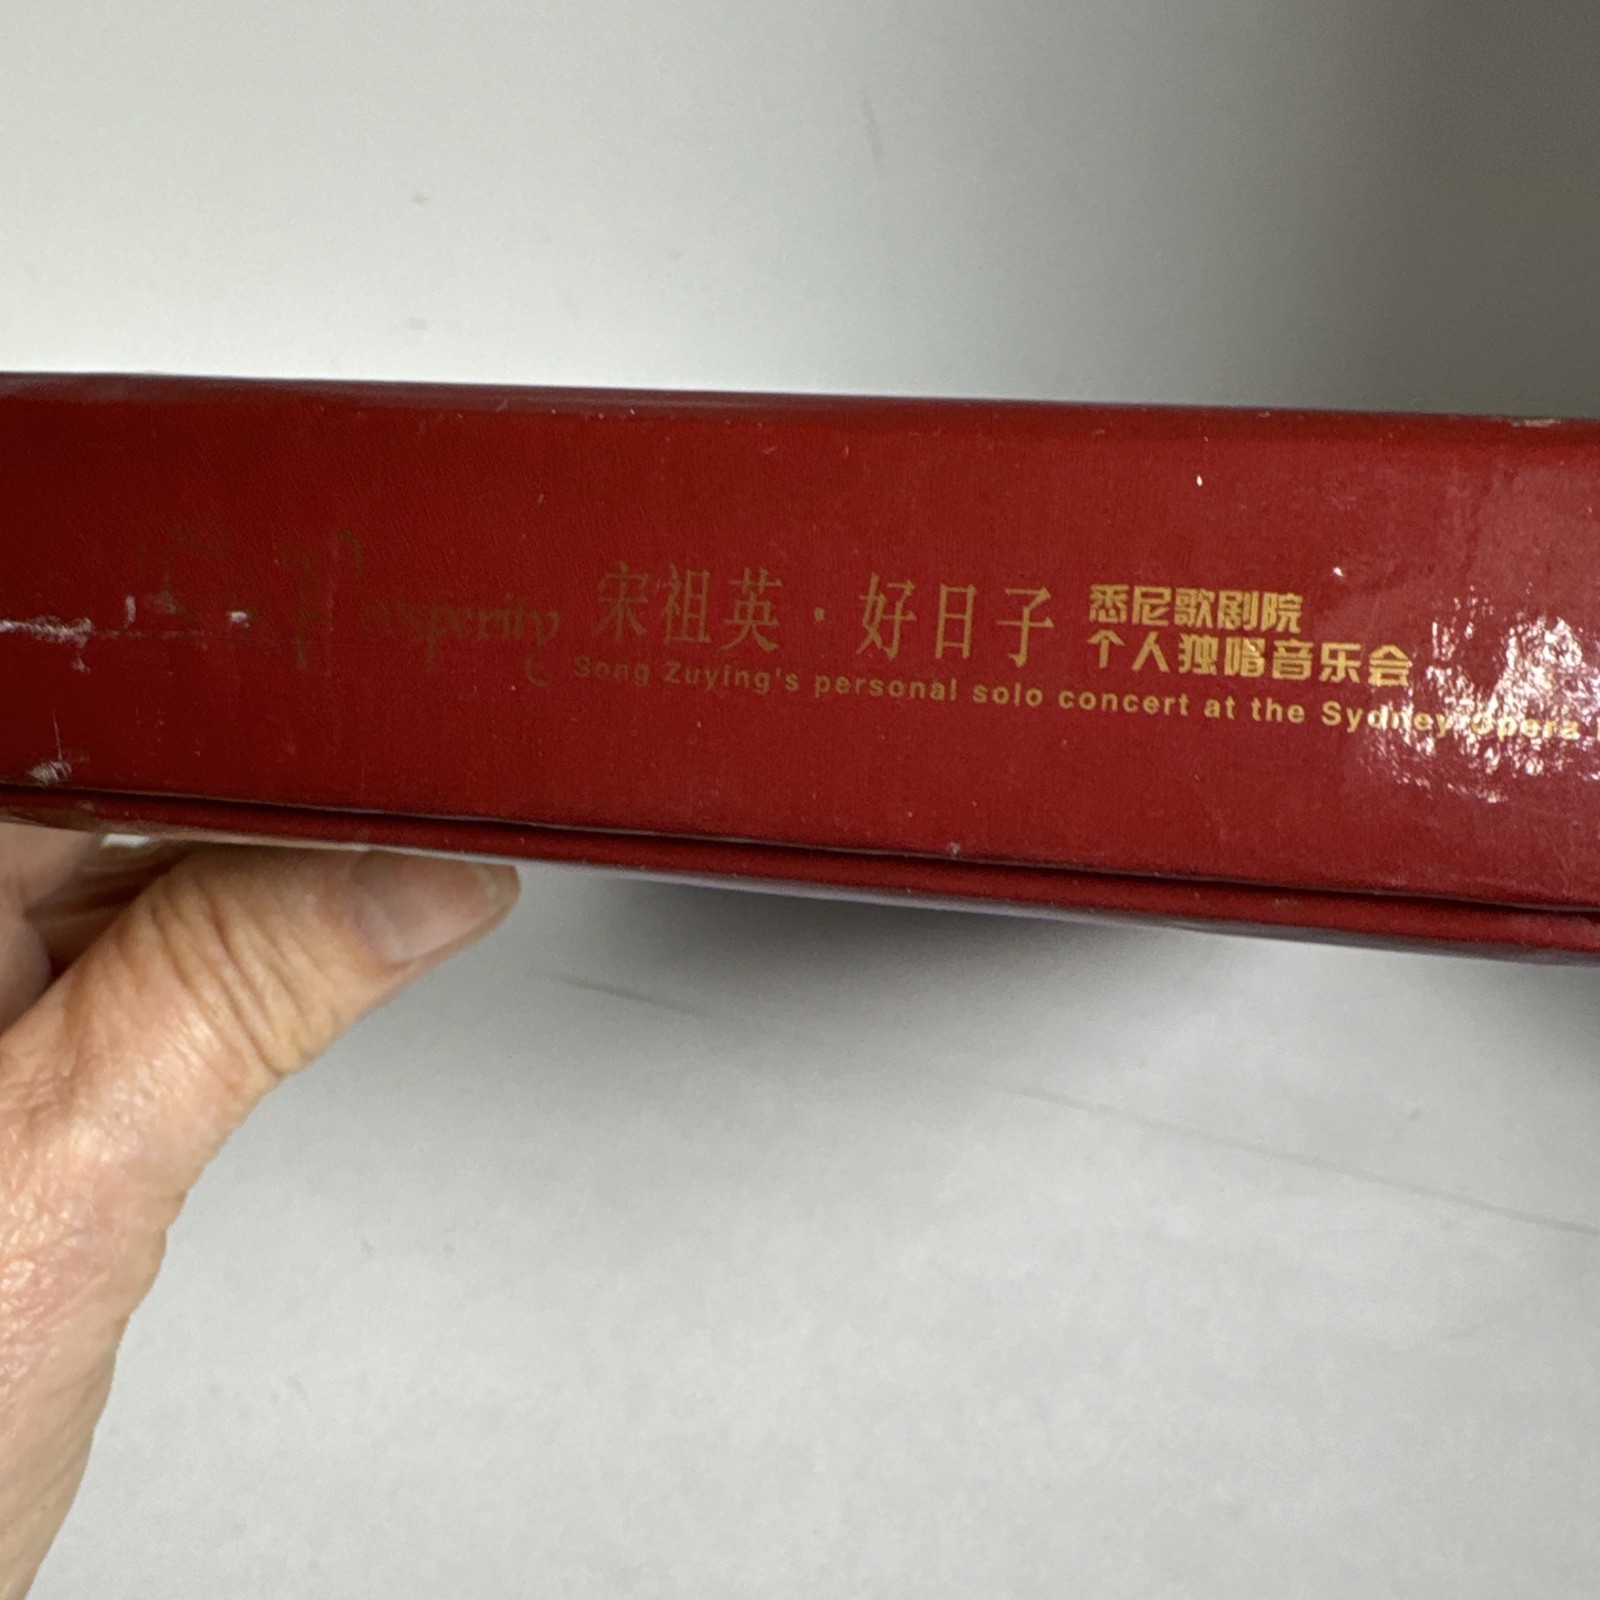 宋祖英·好日子
悉尼歌剧院
个人独唱音乐会
Song Zuying's personal solo concert at the Sydney Opera